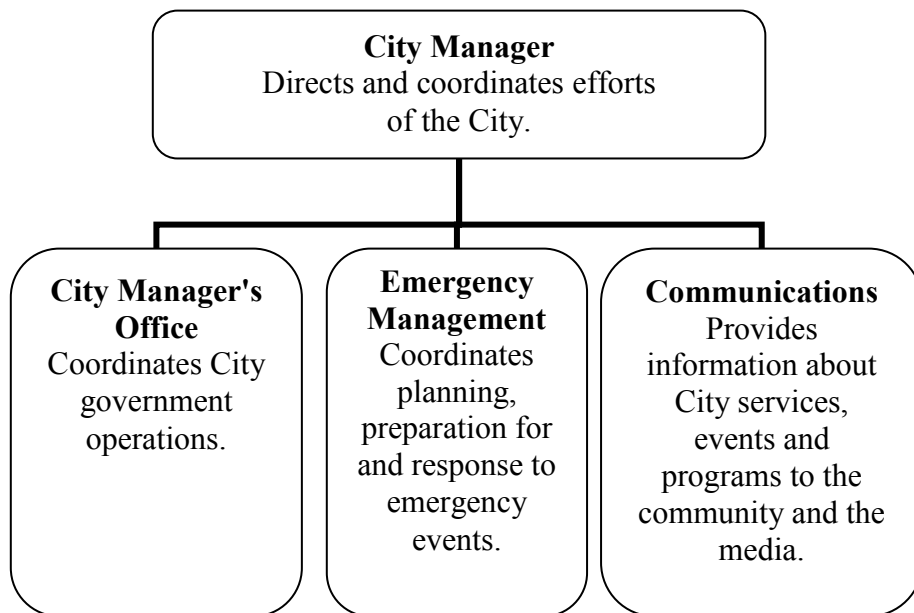 City Manager
Directs and coordinates efforts
of the City.
City Manager's
Office
Coordinates City
government
operations.
Emergency
Management
Coordinates
planning,
preparation for
and response to
emergency
events.
Communications
Provides
information about
City services,
events and
programs to the
community and the
media.